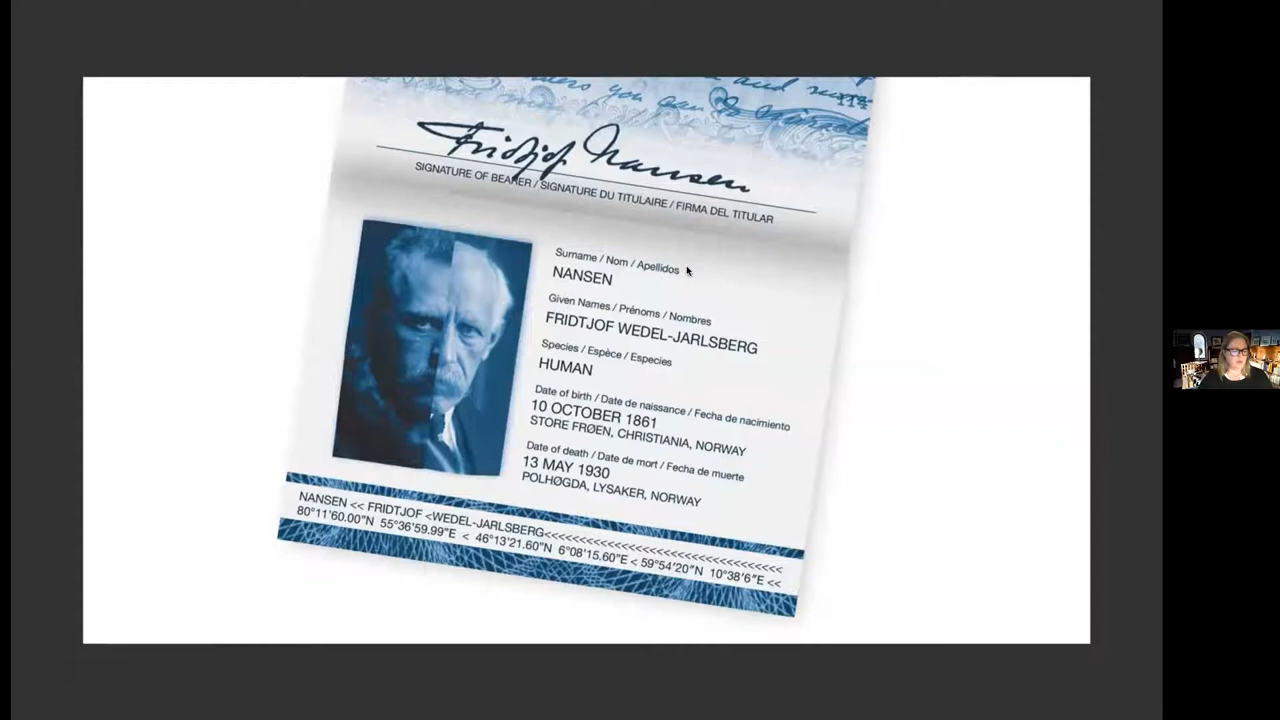 Fridtjof Nansen
SIGNATURE OF BEARER / SIGNATURE DU TITULAIRE / FIRMA DEL TITULAR
Surname / Nom / Apellidos
NANSEN
Given Names / Prénoms / Nombres
FRIDTJOF WEDEL-JARLSBERG
Species / Espèce / Especies
HUMAN
Date of birth / Date de naissance / Fecha de nacimiento
10 OCTOBER 1861
STORE FRØEN, CHRISTIANIA, NORWAY
Date of death / Date de mort / Fecha de muerte
13 MAY 1930
POLHØGDA, LYSAKER, NORWAY
NANSEN << FRIDTJOF <WEDEL-JARLSBERG<<<<<<<<<<<<<<<<<<<<<<<<<<<<<<
80°11'60.00"N 55°36'59.99"E < 46°13'21.60"N 6°08'15.60"E < 59°54'20"N 10°38'6"E <<